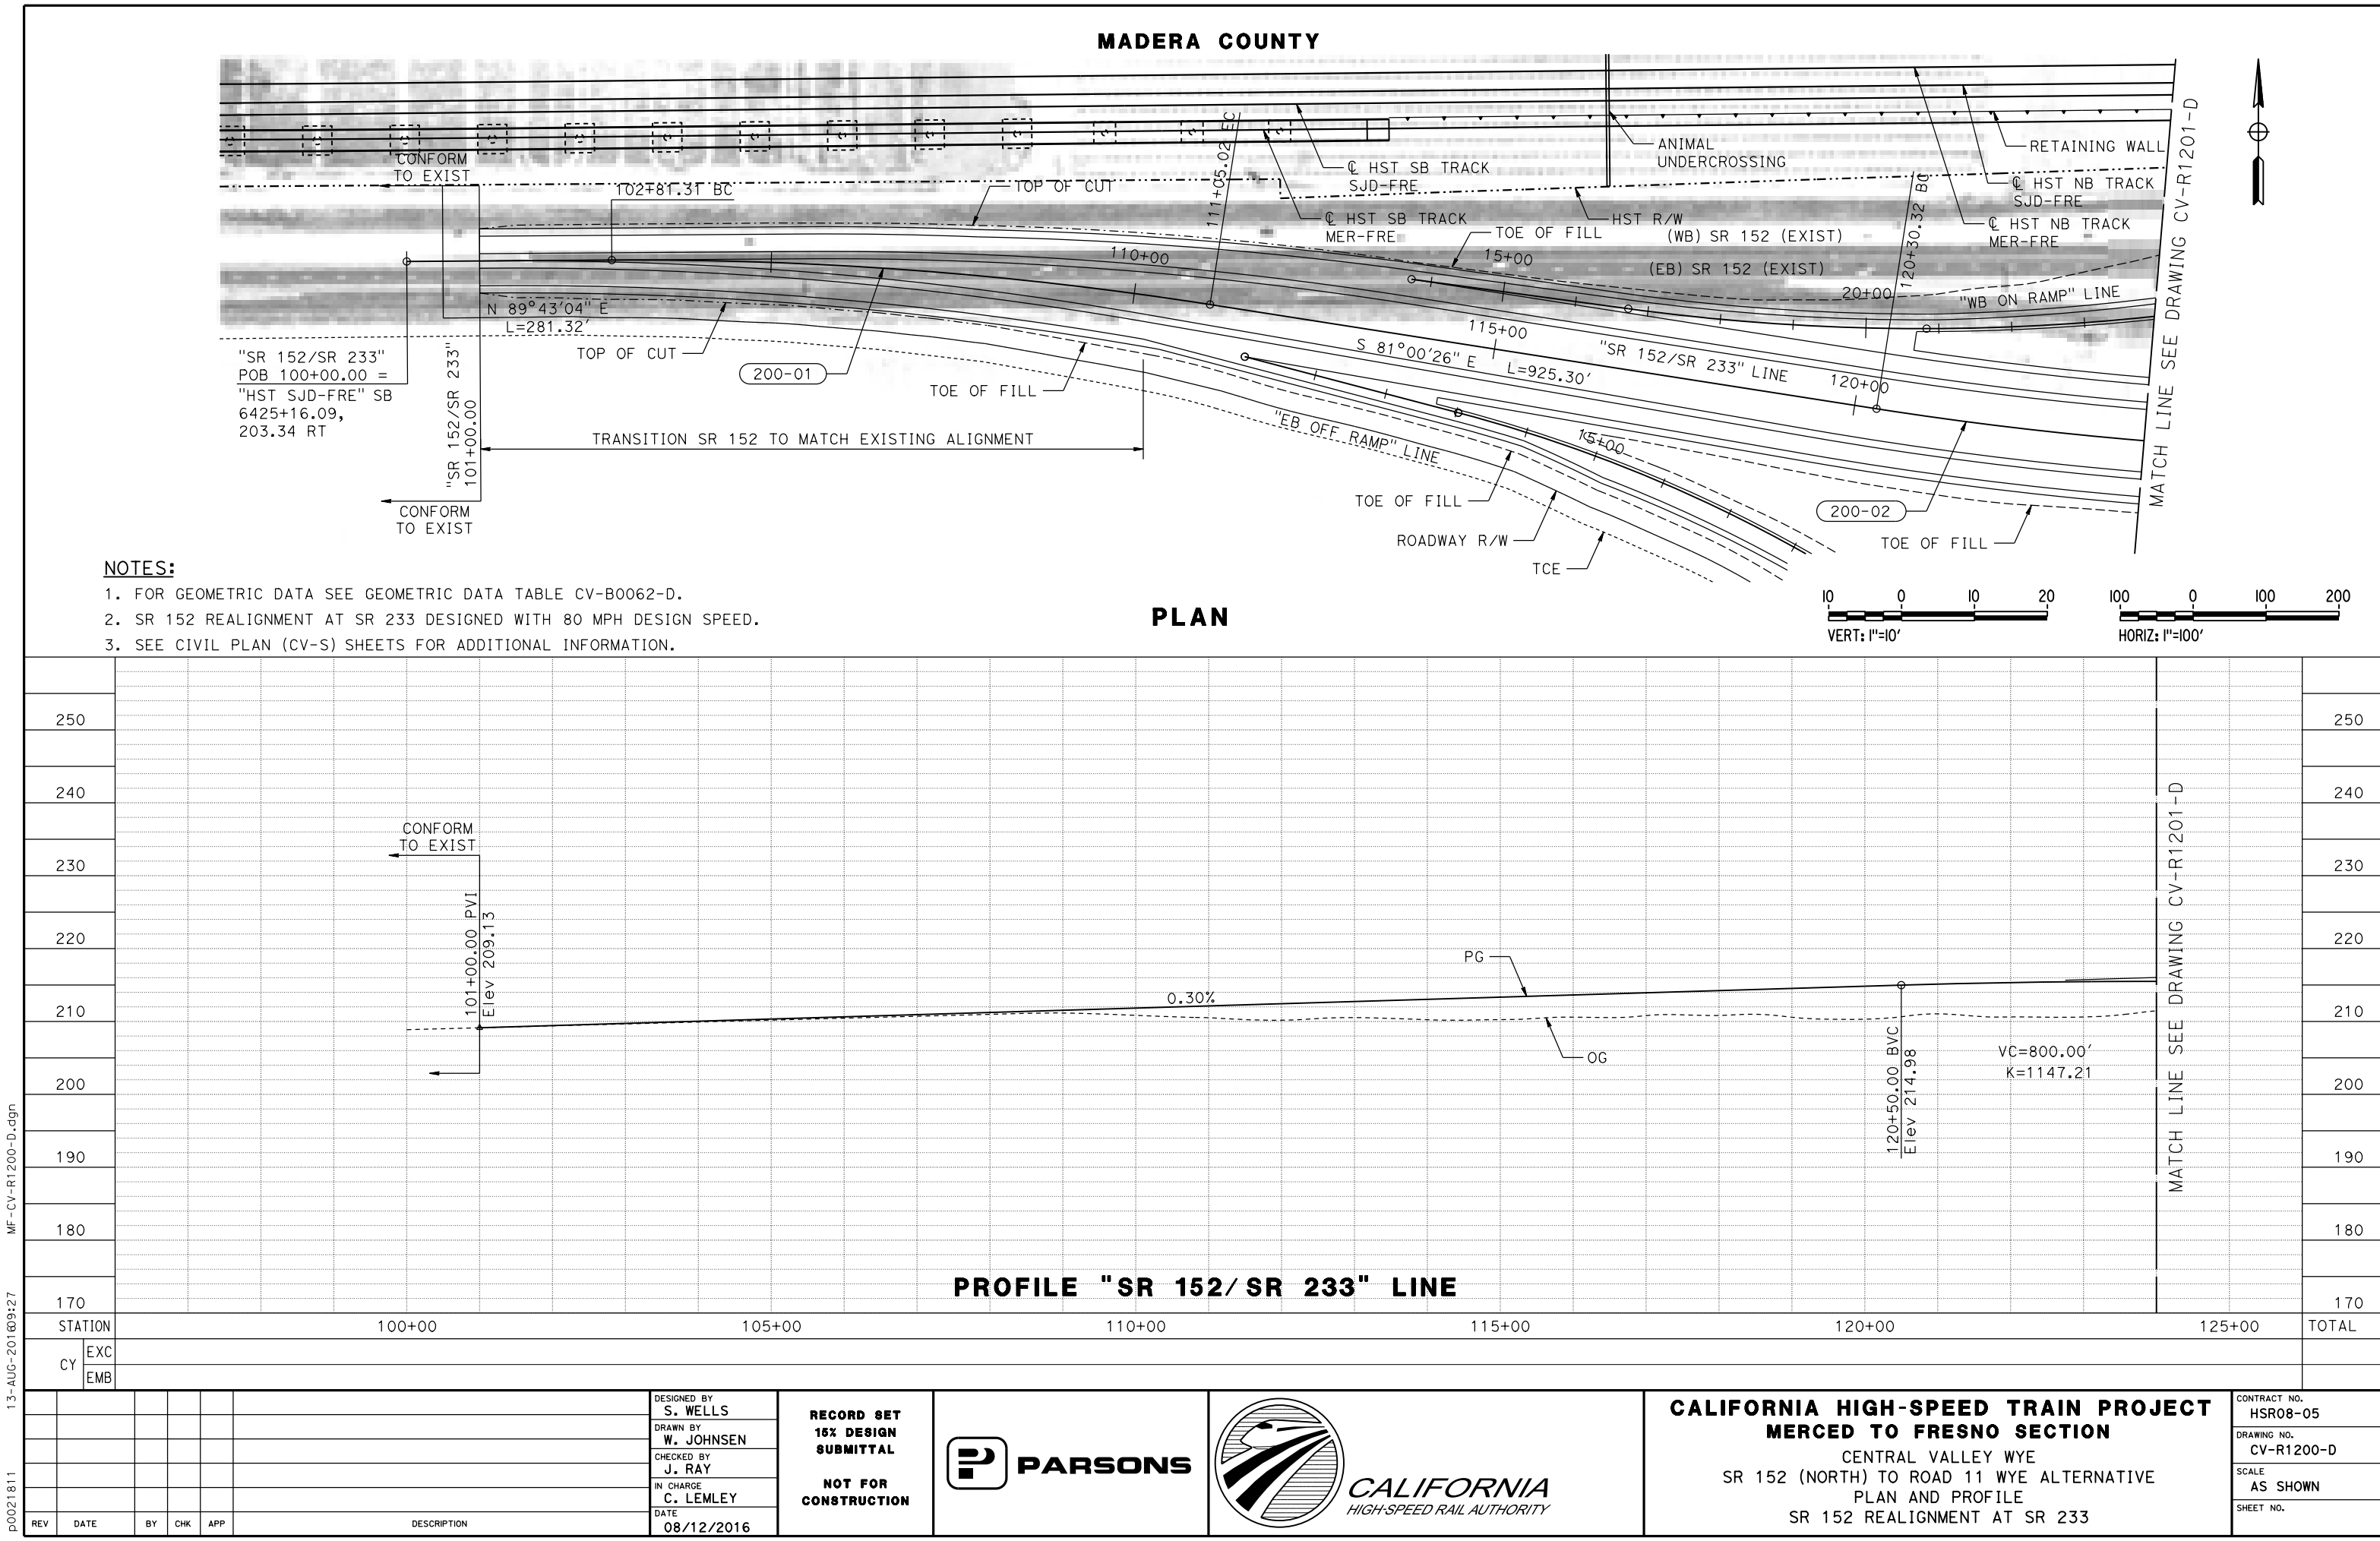 MADERA COUNTY
CONFORM
TO EXIST
102+81.31 BC
TOP OF CUT
111+05.02 EC
℄ HST SB TRACK
SJD-FRE
℄ HST SB TRACK
MER-FRE
ANIMAL
UNDERCROSSING
HST R/W
RETAINING WALL
℄ HST NB TRACK
SJD-FRE
℄ HST NB TRACK
MER-FRE
TOE OF FILL
(WB) SR 152 (EXIST)
(EB) SR 152 (EXIST)
120+30.32 BC
110+00
15+00
20+00
"WB ON RAMP" LINE
N 89°43'04" E
L=281.32'
TOP OF CUT
200-01
TOE OF FILL
115+00
S 81°00'26" E
L=925.30'
"SR 152/SR 233" LINE
120+00
"SR 152/SR 233"
POB 100+00.00 =
"HST SJD-FRE" SB
6425+16.09,
203.34 RT
"SR 152/SR 233"
101+00.00
TRANSITION SR 152 TO MATCH EXISTING ALIGNMENT
"EB OFF RAMP" LINE
15+00
CONFORM
TO EXIST
TOE OF FILL
ROADWAY R/W
TCE
200-02
TOE OF FILL
MATCH LINE SEE DRAWING CV-R1201-D
NOTES:
1. FOR GEOMETRIC DATA SEE GEOMETRIC DATA TABLE CV-B0062-D.
2. SR 152 REALIGNMENT AT SR 233 DESIGNED WITH 80 MPH DESIGN SPEED.
3. SEE CIVIL PLAN (CV-S) SHEETS FOR ADDITIONAL INFORMATION.
PLAN
10 0 10 20
VERT: 1"=10'
100 0 100 200
HORIZ: 1"=100'
250 250
240 240
230 230
220 220
210 210
200 200
190 190
180 180
170 170
CONFORM
TO EXIST
101+00.00 PVI
Elev 209.13
0.30%
PG
OG
120+50.00 BVC
Elev 214.98
VC=800.00'
K=1147.21
MATCH LINE SEE DRAWING CV-R1201-D
PROFILE "SR 152/SR 233" LINE
STATION 100+00 105+00 110+00 115+00 120+00 125+00 TOTAL
CY
EXC
EMB
REV DATE BY CHK APP DESCRIPTION
DESIGNED BY
S. WELLS
DRAWN BY
W. JOHNSEN
CHECKED BY
J. RAY
IN CHARGE
C. LEMLEY
DATE
08/12/2016
RECORD SET
15% DESIGN
SUBMITTAL
NOT FOR
CONSTRUCTION
PARSONS
CALIFORNIA
HIGH-SPEED RAIL AUTHORITY
CALIFORNIA HIGH-SPEED TRAIN PROJECT
MERCED TO FRESNO SECTION
CENTRAL VALLEY WYE
SR 152 (NORTH) TO ROAD 11 WYE ALTERNATIVE
PLAN AND PROFILE
SR 152 REALIGNMENT AT SR 233
CONTRACT NO.
HSR08-05
DRAWING NO.
CV-R1200-D
SCALE
AS SHOWN
SHEET NO.
MF-CV-R1200-D.dgn
13-AUG-2016 09:27
p0021811